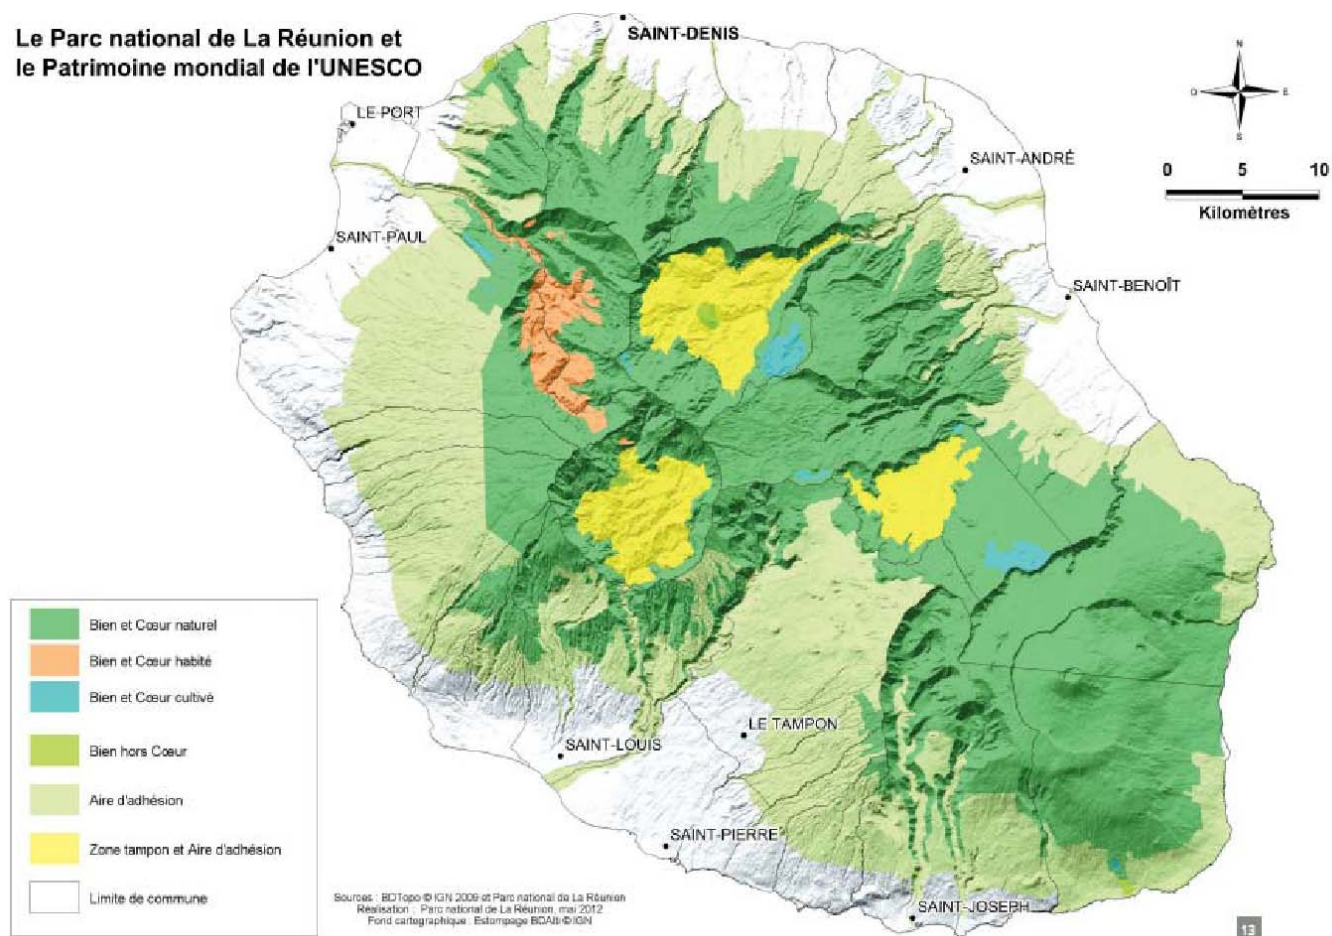 Le Parc national de La Réunion et
le Patrimoine mondial de l'UNESCO
SAINT-DENIS
LE PORT
SAINT-ANDRÉ
SAINT-PAUL
SAINT-BENOÎT
N
O
E
S
0 5 10
Kilomètres
Bien et Cœur naturel
Bien et Cœur habité
Bien et Cœur cultivé
Bien hors Cœur
Aire d'adhésion
Zone tampon et Aire d'adhésion
Limite de commune
LE TAMPON
SAINT-LOUIS
SAINT-PIERRE
SAINT-JOSEPH
Sources : BDTopo © IGN 2009 et Parc national de La Réunion
Réalisation : Parc national de La Réunion, mai 2012
Fond cartographique : Estompage BDAlti © IGN
13